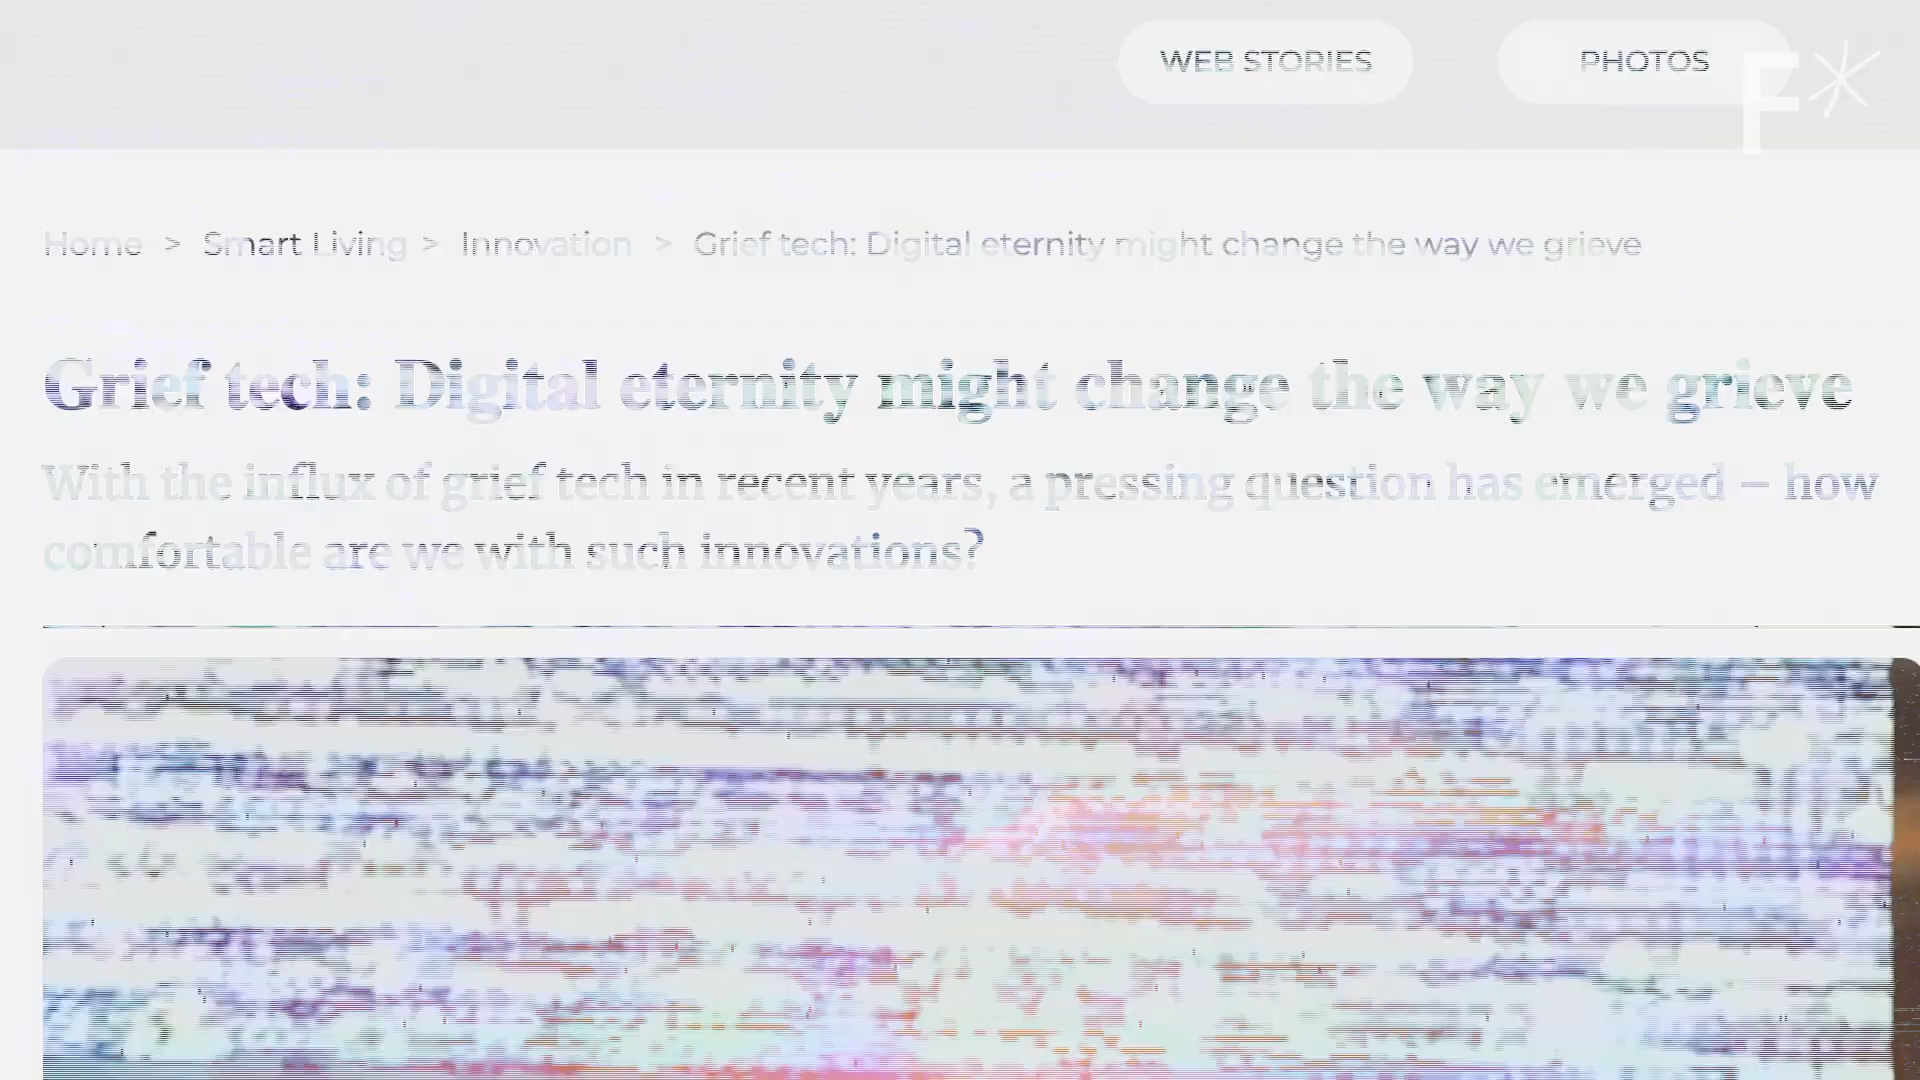 WEB STORIES
PHOTOS
F*
Home > Smart Living > Innovation > Grief tech: Digital eternity might change the way we grieve
Grief tech: Digital eternity might change the way we grieve
With the influx of grief tech in recent years, a pressing question has emerged – how
comfortable are we with such innovations?